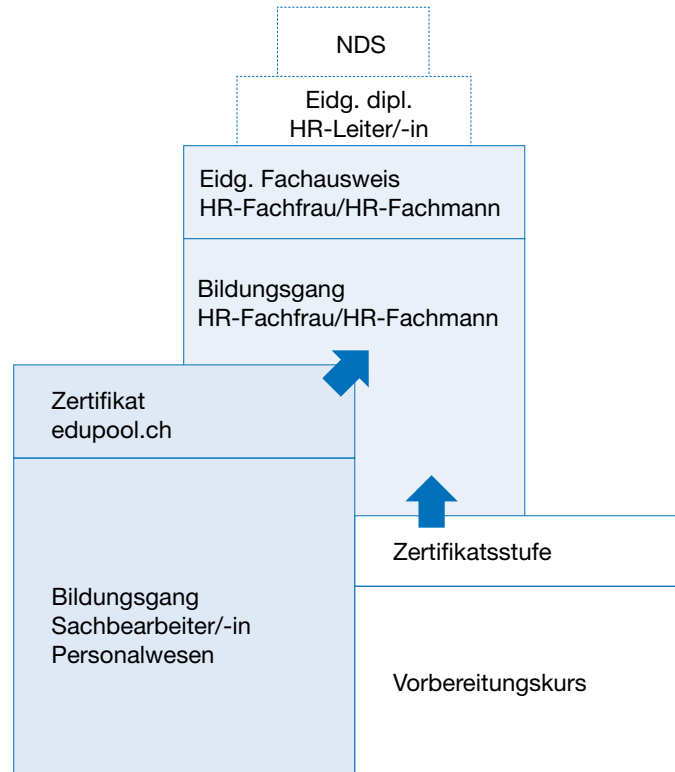 NDS
Eidg. dipl.
HR-Leiter/-in
Eidg. Fachausweis
HR-Fachfrau/HR-Fachmann
Bildungsgang
HR-Fachfrau/HR-Fachmann
Zertifikat
edupool.ch
Zertifikatsstufe
Bildungsgang
Sachbearbeiter/-in
Personalwesen
Vorbereitungskurs